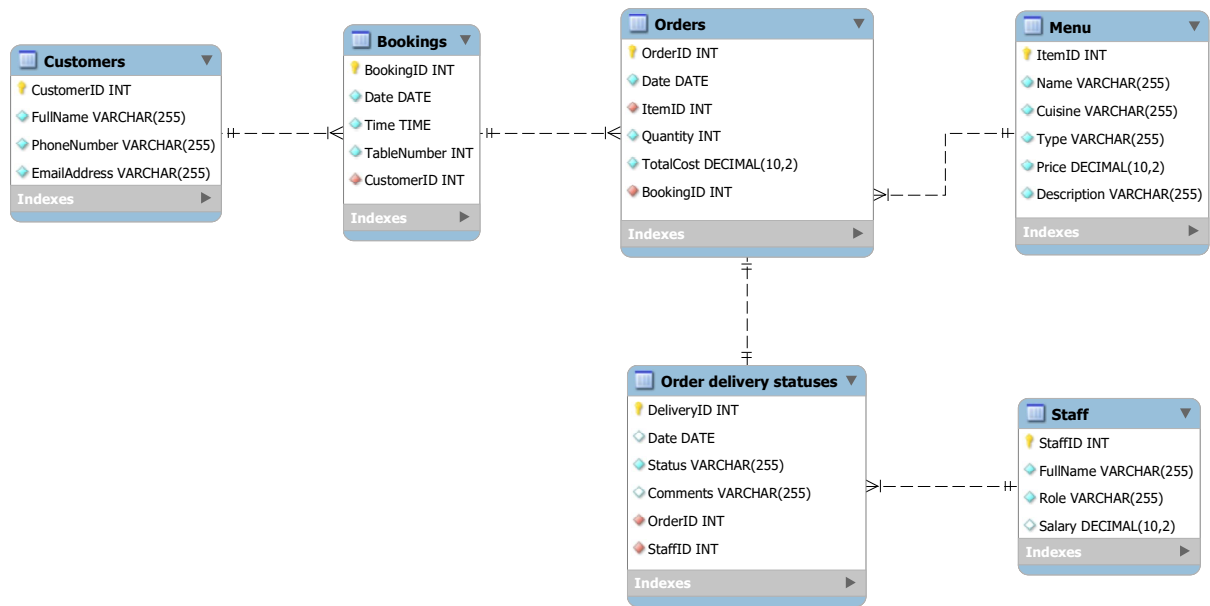 Customers
CustomerID INT
FullName VARCHAR(255)
PhoneNumber VARCHAR(255)
EmailAddress VARCHAR(255)
Indexes
Bookings
BookingID INT
Date DATE
Time TIME
TableNumber INT
CustomerID INT
Indexes
Orders
OrderID INT
Date DATE
ItemID INT
Quantity INT
TotalCost DECIMAL(10,2)
BookingID INT
Indexes
Menu
ItemID INT
Name VARCHAR(255)
Cuisine VARCHAR(255)
Type VARCHAR(255)
Price DECIMAL(10,2)
Description VARCHAR(255)
Indexes
Order delivery statuses
DeliveryID INT
Date DATE
Status VARCHAR(255)
Comments VARCHAR(255)
OrderID INT
StaffID INT
Indexes
Staff
StaffID INT
FullName VARCHAR(255)
Role VARCHAR(255)
Salary DECIMAL(10,2)
Indexes